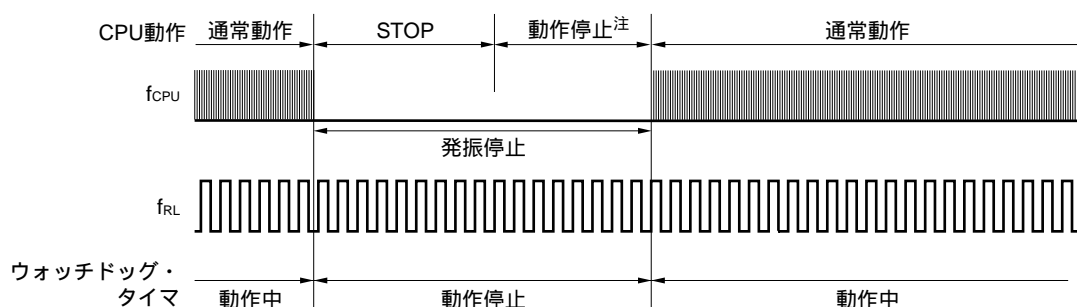 CPU動作 通常動作 STOP 動作停止注 通常動作
fCPU
発振停止
fRL
ウォッチドッグ・
タイマ 動作中 動作停止 動作中